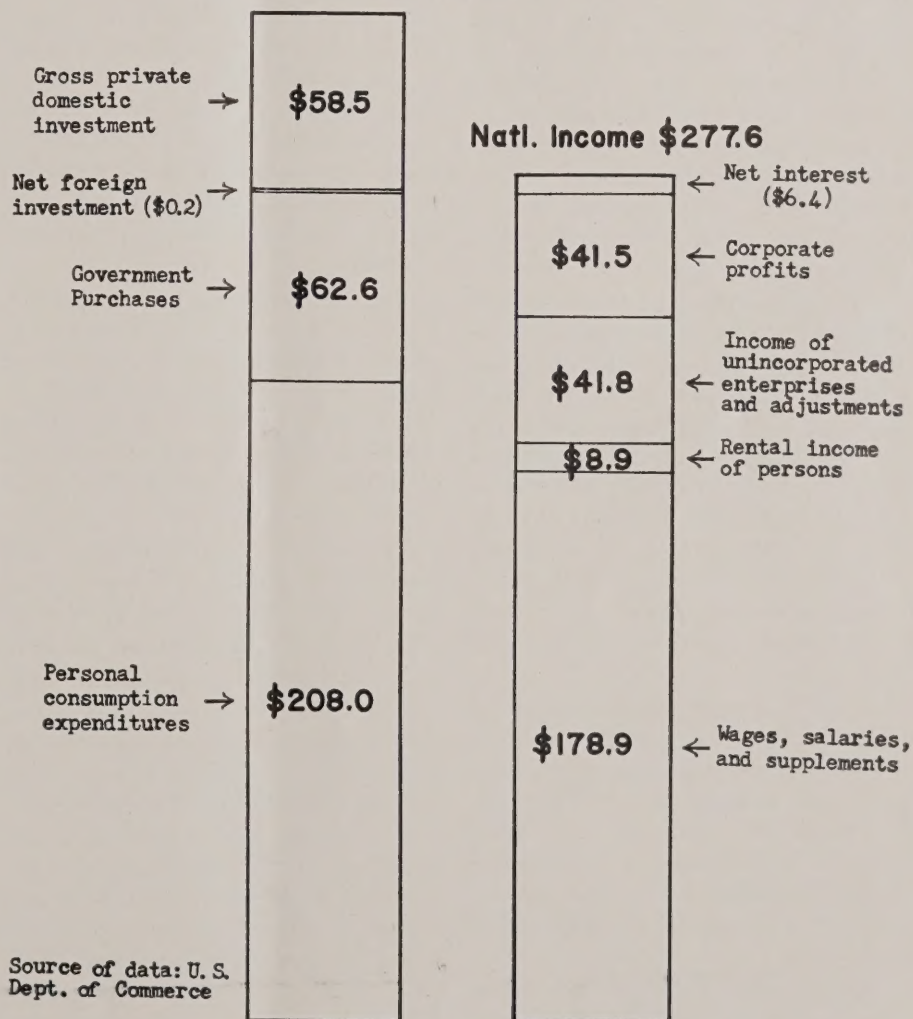 Gross private
domestic
investment
$58.5
Net foreign
investment ($0.2)
Government
Purchases
$62.6
Personal
consumption
expenditures
$208.0
Source of data: U. S.
Dept. of Commerce
Natl. Income $277.6
Net interest
($6.4)
$41.5
Corporate
profits
$41.8
Income of
unincorporated
enterprises
and adjustments
$8.9
Rental income
of persons
$178.9
Wages, salaries,
and supplements